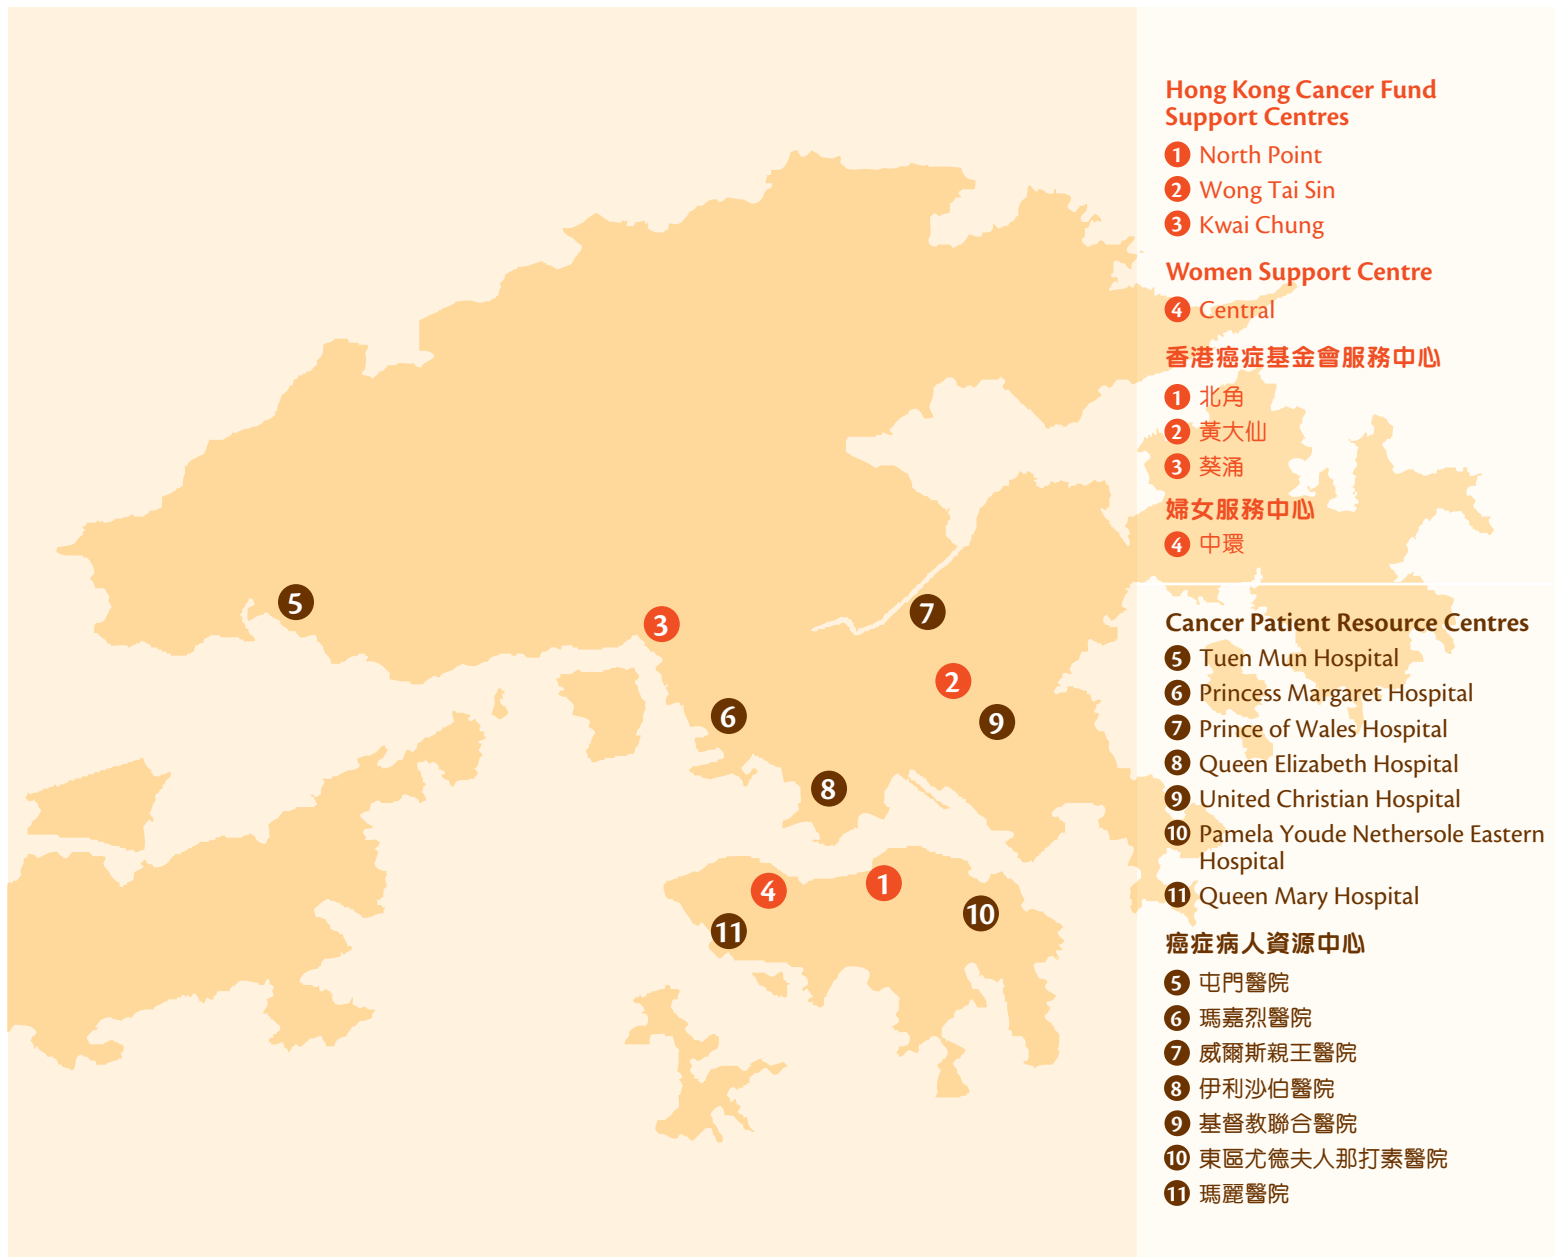 Hong Kong Cancer Fund
Support Centres
1 North Point
2 Wong Tai Sin
3 Kwai Chung
Women Support Centre
4 Central
香港癌症基金會服務中心
1 北角
2 黃大仙
3 葵涌
婦女服務中心
4 中環
Cancer Patient Resource Centres
5 Tuen Mun Hospital
6 Princess Margaret Hospital
7 Prince of Wales Hospital
8 Queen Elizabeth Hospital
9 United Christian Hospital
10 Pamela Youde Nethersole Eastern
Hospital
11 Queen Mary Hospital
癌症病人資源中心
5 屯門醫院
6 瑪嘉烈醫院
7 威爾斯親王醫院
8 伊利沙伯醫院
9 基督教聯合醫院
10 東區尤德夫人那打素醫院
11 瑪麗醫院
5
3
7
2
6
9
8
4
1
10
11